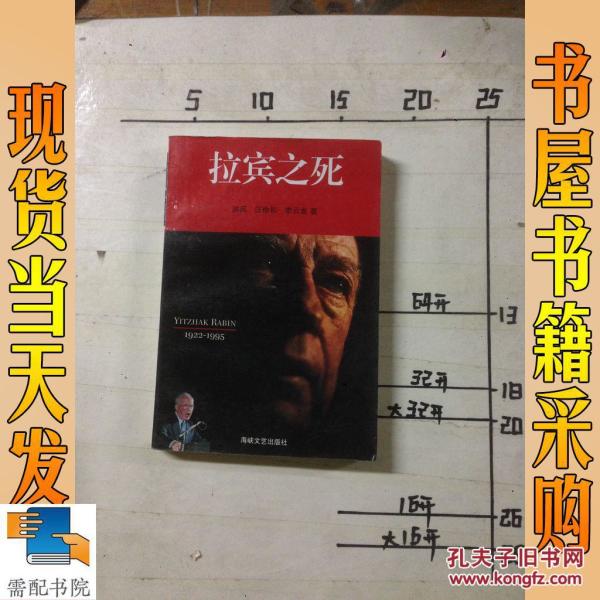 现货当天发
书屋书籍采购
5 10 15 20 25
拉宾之死
著
YITZHAK RABIN
1922-1995
海峡文艺出版社
64开 13
32开 18
大32开 20
16开 26
大16开
需配书院
孔夫子旧书网
www.kongfz.com